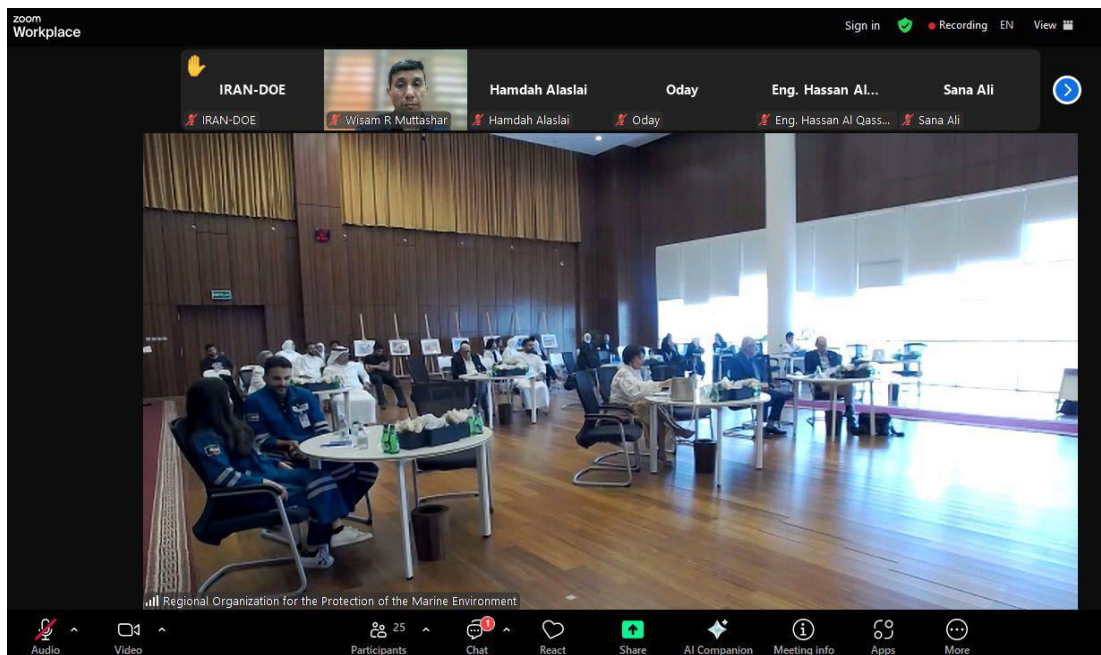 zoom
Workplace
Sign in
Recording
EN
View
IRAN-DOE
Hamdah Alaslai
Oday
Eng. Hassan Al...
Sana Ali
IRAN-DOE
Wisam R Muttashar
Hamdah Alaslai
Oday
Eng. Hassan Al Qass...
Sana Ali
Regional Organization for the Protection of the Marine Environment
25
1
Audio
Video
Participants
Chat
React
Share
AI Companion
Meeting info
Apps
More